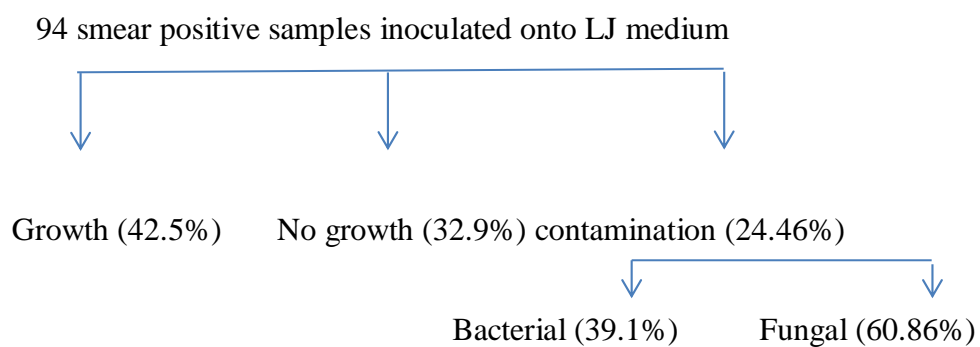 94 smear positive samples inoculated onto LJ medium
Growth (42.5%) No growth (32.9%) contamination (24.46%)
Bacterial (39.1%) Fungal (60.86%)